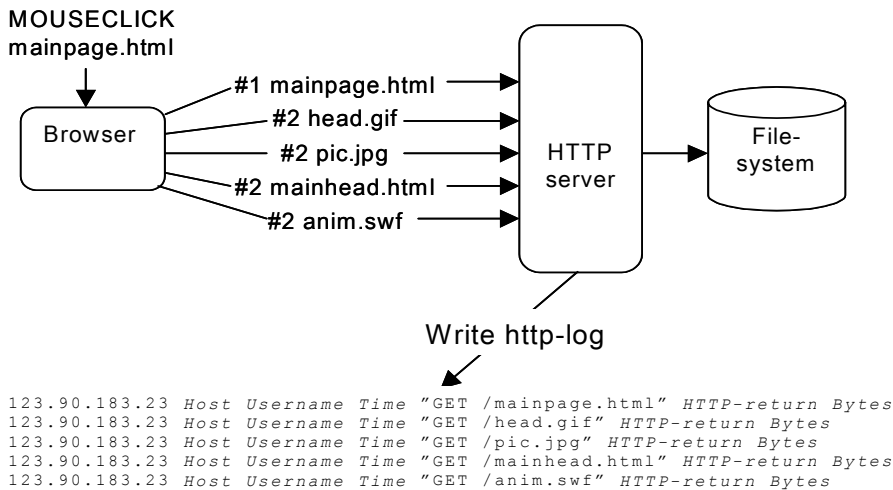 MOUSECLICK
mainpage.html
Browser
#1 mainpage.html
#2 head.gif
#2 pic.jpg
#2 mainhead.html
#2 anim.swf
HTTP
server
File-
system
Write http-log
123.90.183.23 Host Username Time ”GET /mainpage.html” HTTP-return Bytes
123.90.183.23 Host Username Time ”GET /head.gif” HTTP-return Bytes
123.90.183.23 Host Username Time ”GET /pic.jpg” HTTP-return Bytes
123.90.183.23 Host Username Time ”GET /mainhead.html” HTTP-return Bytes
123.90.183.23 Host Username Time ”GET /anim.swf” HTTP-return Bytes